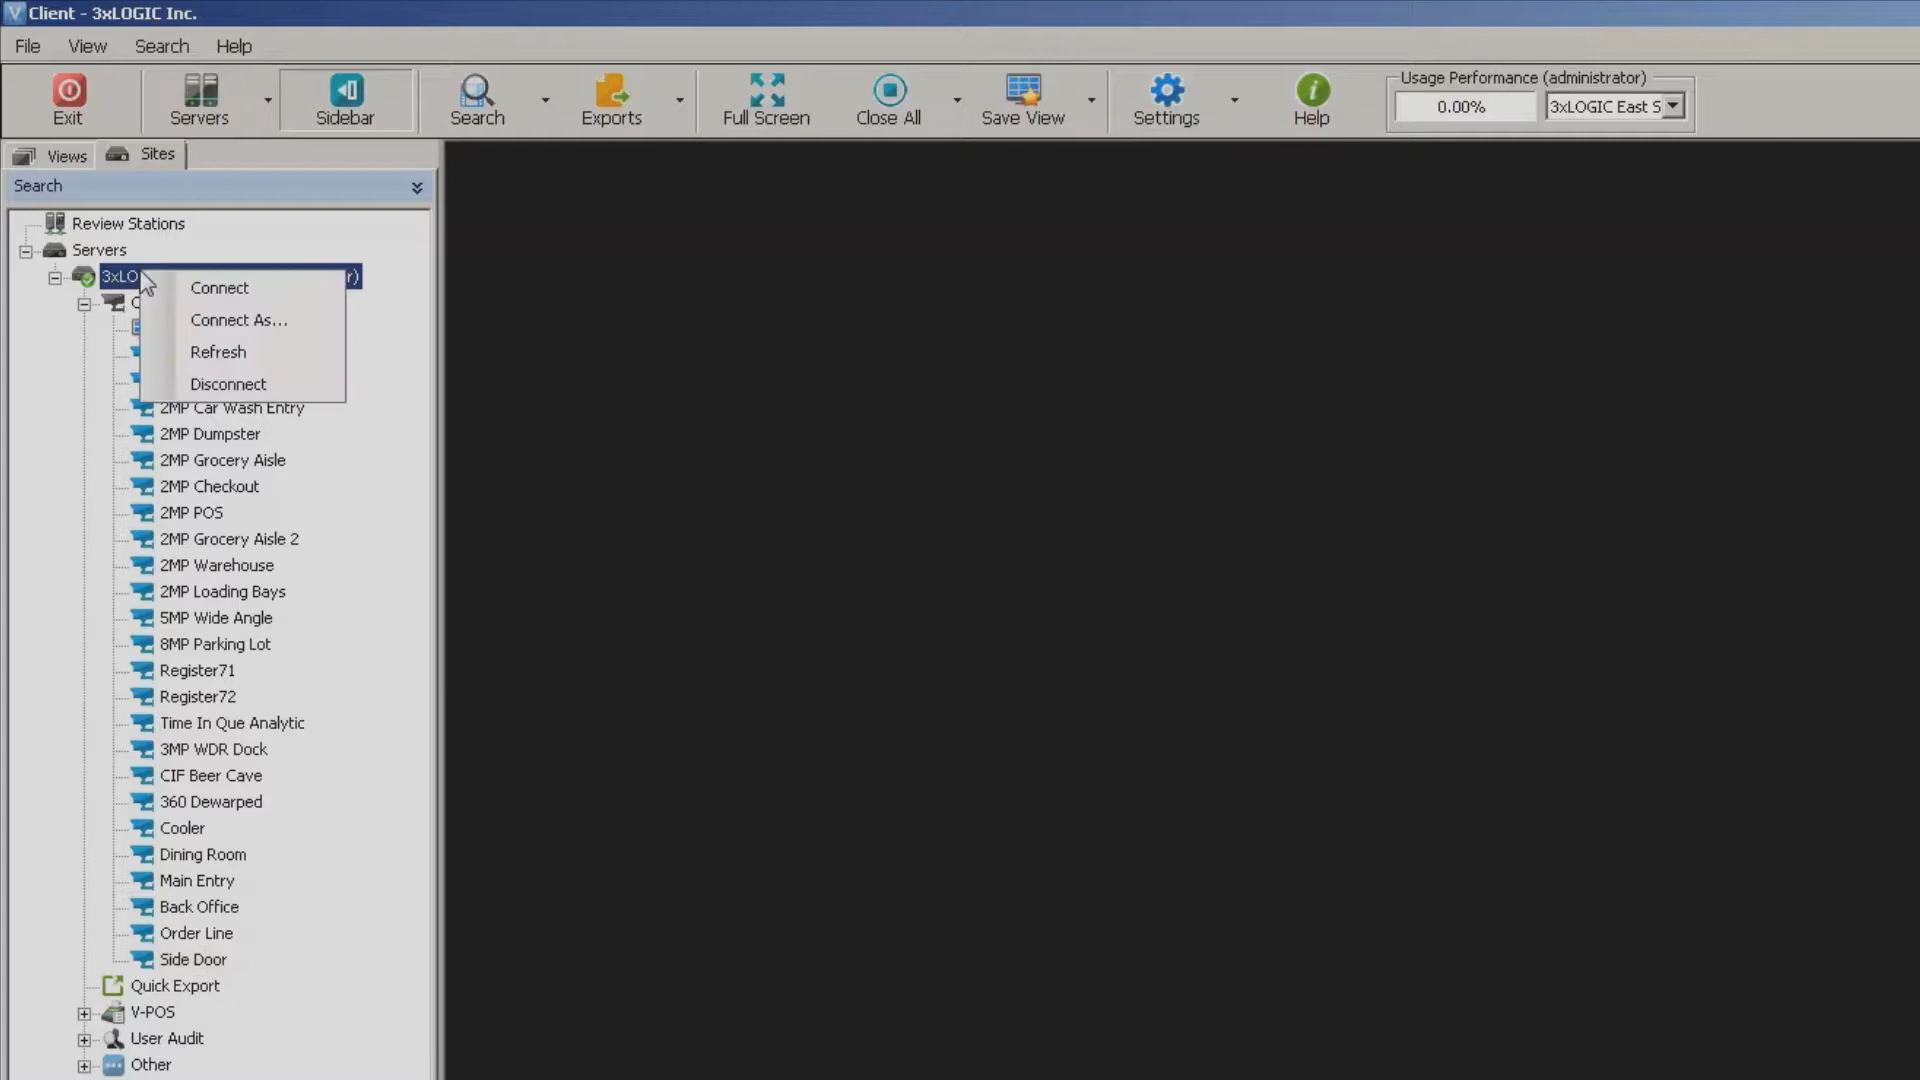 Client - 3xLOGIC Inc.
File View Search Help
Exit Servers Sidebar Search Exports Full Screen Close All Save View Settings Help
Usage Performance (administrator)
0.00% 3xLOGIC East S
Views Sites
Search
Review Stations
Servers
3xLO r)
Connect
Connect As...
Refresh
Disconnect
2MP Car Wash Entry
2MP Dumpster
2MP Grocery Aisle
2MP Checkout
2MP POS
2MP Grocery Aisle 2
2MP Warehouse
2MP Loading Bays
5MP Wide Angle
8MP Parking Lot
Register71
Register72
Time In Que Analytic
3MP WDR Dock
CIF Beer Cave
360 Dewarped
Cooler
Dining Room
Main Entry
Back Office
Order Line
Side Door
Quick Export
V-POS
User Audit
Other